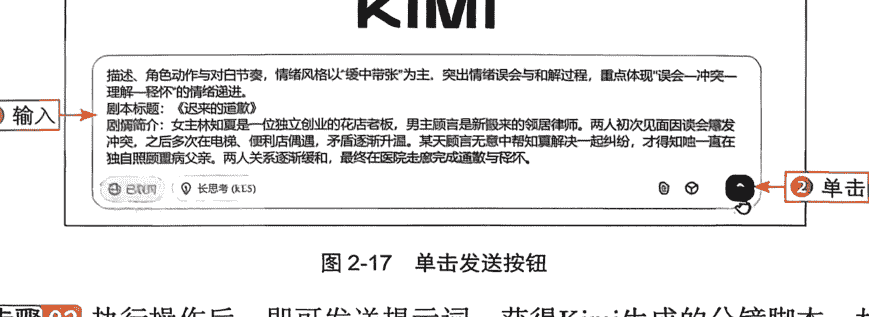 KIMI
描述、角色动作与对白节奏，情绪风格以“缓中带张”为主，突出情绪误会与和解过程，重点体现“误会—冲突—
理解—释怀”的情绪递进。
剧本标题：《迟来的道歉》
剧情简介：女主林知夏是一位独立创业的花店老板，男主顾言是新搬来的邻居律师。两人初次见面因误会爆发
冲突，之后多次在电梯、便利店偶遇，矛盾逐渐升温。某天顾言无意中帮知夏解决一起纠纷，才得知她一直在
独自照顾重病父亲。两人关系逐渐缓和，最终在医院走廊完成道歉与释怀。
输入
已联网 长思考 (k1.5)
2 单击
图 2-17 单击发送按钮
步骤 03 执行操作后，即可发送提示词，获得Kimi生成的分镜脚本，